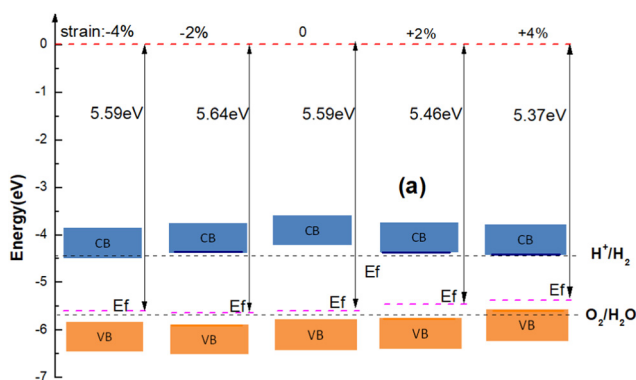 strain:-4% -2% 0 +2% +4%
0
-1
-2
-3
-4
-5
-6
-7
Energy(eV)
5.59eV 5.64eV 5.59eV 5.46eV 5.37eV
(a)
CB CB CB CB CB
H⁺/H₂
Ef
Ef Ef Ef Ef Ef
O₂/H₂O
VB VB VB VB VB